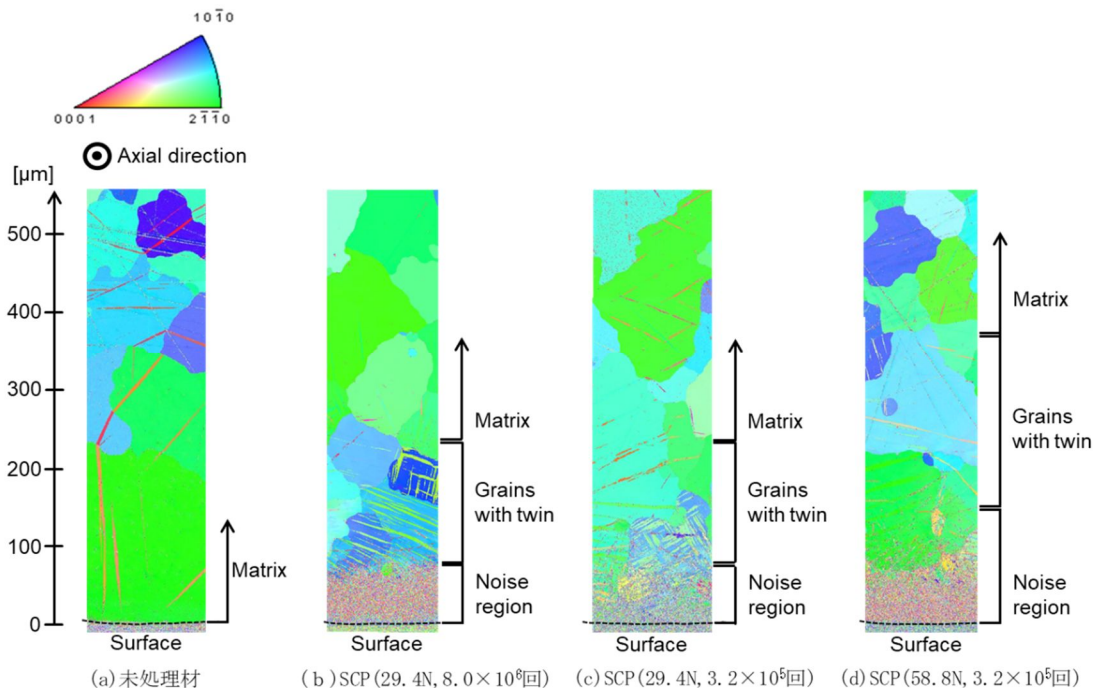 101̄0
0001
21̄1̄0
Axial direction
[μm]
500
400
300
200
100
0
Matrix
Surface
Matrix
Grains
with twin
Noise
region
Surface
Matrix
Grains
with twin
Noise
region
Surface
Matrix
Grains
with twin
Noise
region
Surface
(a)未処理材
(b)SCP(29.4N,8.0×10⁶回)
(c)SCP(29.4N,3.2×10⁵回)
(d)SCP(58.8N,3.2×10⁵回)